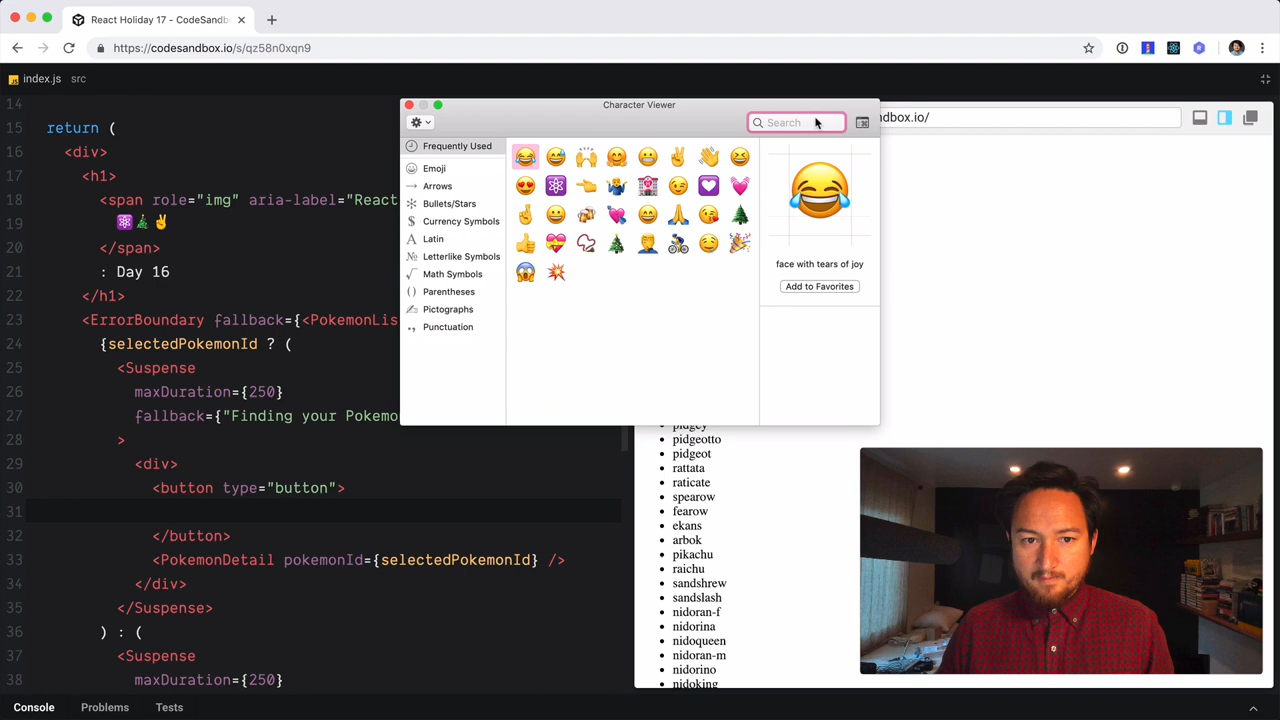 React Holiday 17 - CodeSandb
https://codesandbox.io/s/qz58n0xqn9
index.js src
Character Viewer
Search
ndbox.io/
Frequently Used
Emoji
Arrows
Bullets/Stars
Currency Symbols
Latin
Letterlike Symbols
Math Symbols
Parentheses
Pictographs
Punctuation
face with tears of joy
Add to Favorites
14
15 return (
16 <div>
17 <h1>
18 <span role="img" aria-label="React
19 ⚛️🎄✌️
20 </span>
21 : Day 16
22 </h1>
23 <ErrorBoundary fallback={<PokemonLis
24 {selectedPokemonId ? (
25 <Suspense
26 maxDuration={250}
27 fallback={"Finding your Pokemo
28 >
29 <div>
30 <button type="button">
31
32 </button>
33 <PokemonDetail pokemonId={selectedPokemonId} />
34 </div>
35 </Suspense>
36 ) : (
37 <Suspense
38 maxDuration={250}
pidgey
pidgeotto
pidgeot
rattata
raticate
spearow
fearow
ekans
arbok
pikachu
raichu
sandshrew
sandslash
nidoran-f
nidorina
nidoqueen
nidoran-m
nidorino
nidoking
Console Problems Tests